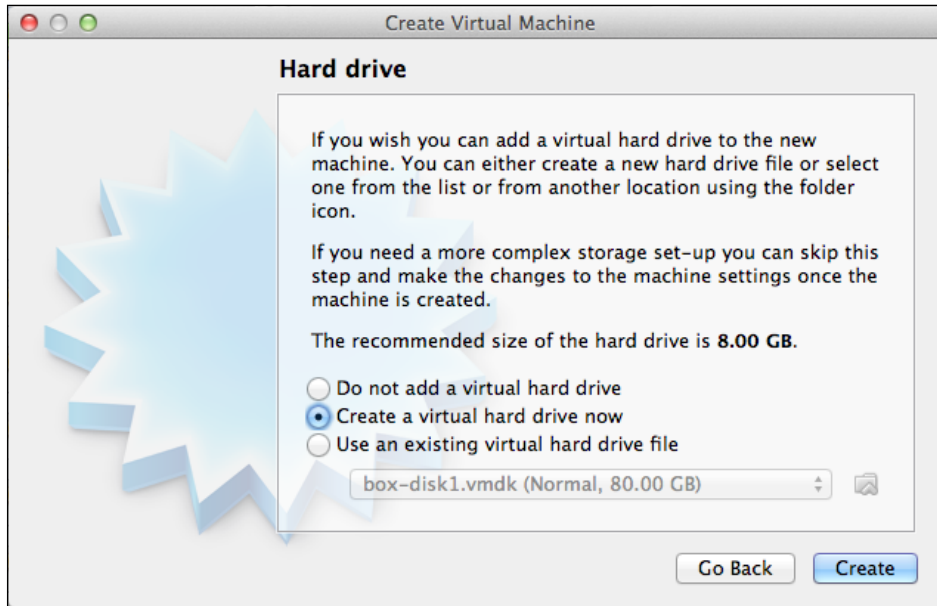 Create Virtual Machine
Hard drive
If you wish you can add a virtual hard drive to the new
machine. You can either create a new hard drive file or select
one from the list or from another location using the folder
icon.
If you need a more complex storage set-up you can skip this
step and make the changes to the machine settings once the
machine is created.
The recommended size of the hard drive is 8.00 GB.
Do not add a virtual hard drive
Create a virtual hard drive now
Use an existing virtual hard drive file
box-disk1.vmdk (Normal, 80.00 GB)
Go Back
Create